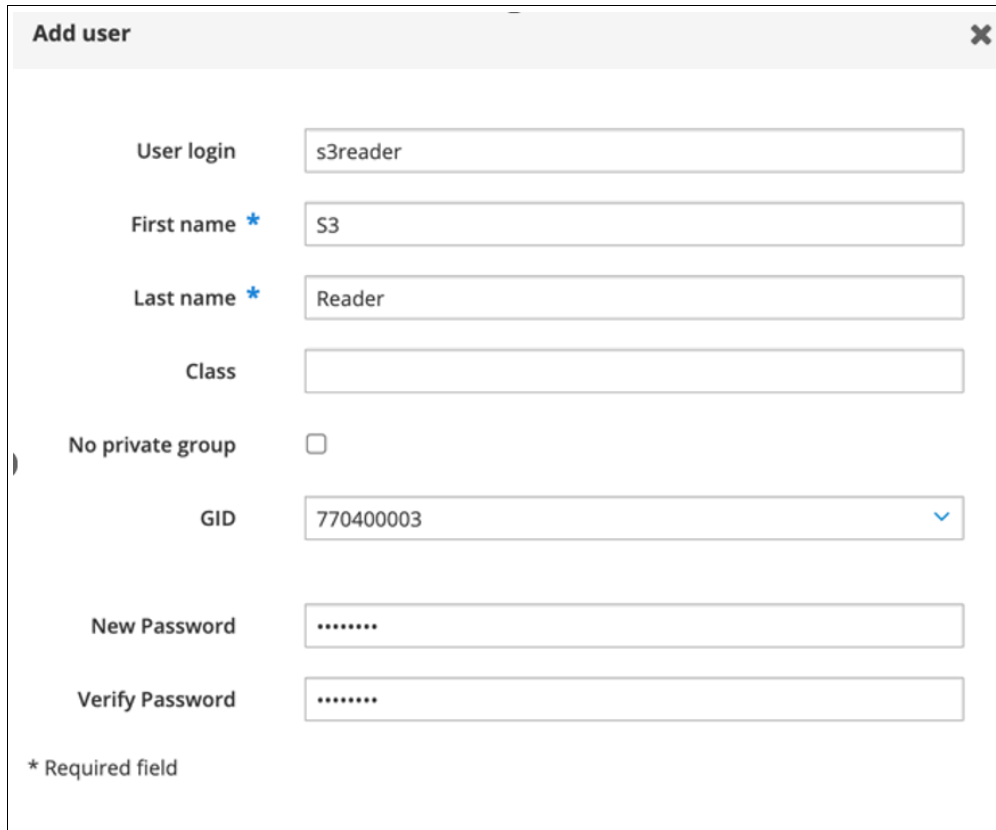 Add user
User login s3reader
First name * S3
Last name * Reader
Class
No private group
GID 770400003
New Password ••••••••
Verify Password ••••••••
* Required field